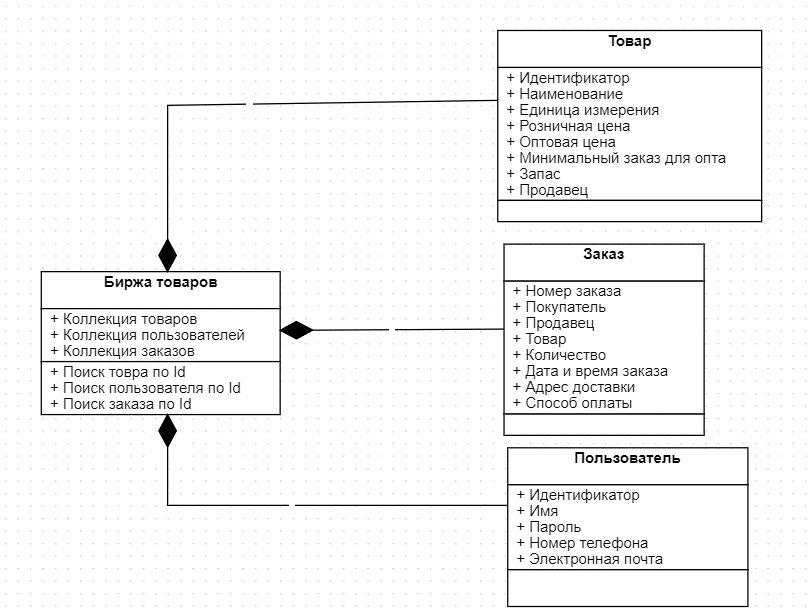 Товар
+ Идентификатор
+ Наименование
+ Единица измерения
+ Розничная цена
+ Оптовая цена
+ Минимальный заказ для опта
+ Запас
+ Продавец
Биржа товаров
+ Коллекция товаров
+ Коллекция пользователей
+ Коллекция заказов
+ Поиск товра по Id
+ Поиск пользователя по Id
+ Поиск заказа по Id
Заказ
+ Номер заказа
+ Покупатель
+ Продавец
+ Товар
+ Количество
+ Дата и время заказа
+ Адрес доставки
+ Способ оплаты
Пользователь
+ Идентификатор
+ Имя
+ Пароль
+ Номер телефона
+ Электронная почта